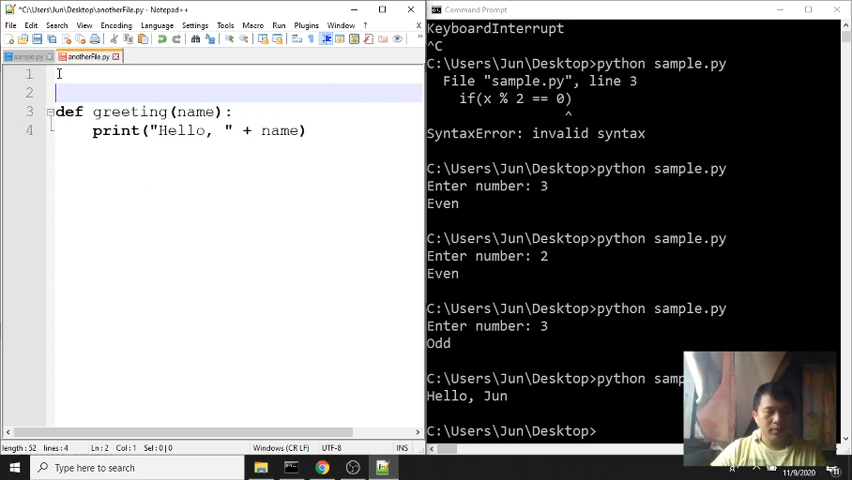 *C:\Users\Jun\Desktop\anotherFile.py - Notepad++
File Edit Search View Encoding Language Settings Tools Macro Run Plugins Window ?
sample.py anotherFile.py
1
2
3 def greeting(name):
4 print("Hello, " + name)
length : 52 lines : 4 Ln : 2 Col : 1 Sel : 0 | 0 Windows (CR LF) UTF-8 INS
Command Prompt
KeyboardInterrupt
^C
C:\Users\Jun\Desktop>python sample.py
File "sample.py", line 3
if(x % 2 == 0)
^
SyntaxError: invalid syntax
C:\Users\Jun\Desktop>python sample.py
Enter number: 3
Even
C:\Users\Jun\Desktop>python sample.py
Enter number: 2
Even
C:\Users\Jun\Desktop>python sample.py
Enter number: 3
Odd
C:\Users\Jun\Desktop>python sam
Hello, Jun
C:\Users\Jun\Desktop>
Type here to search
11/9/2020